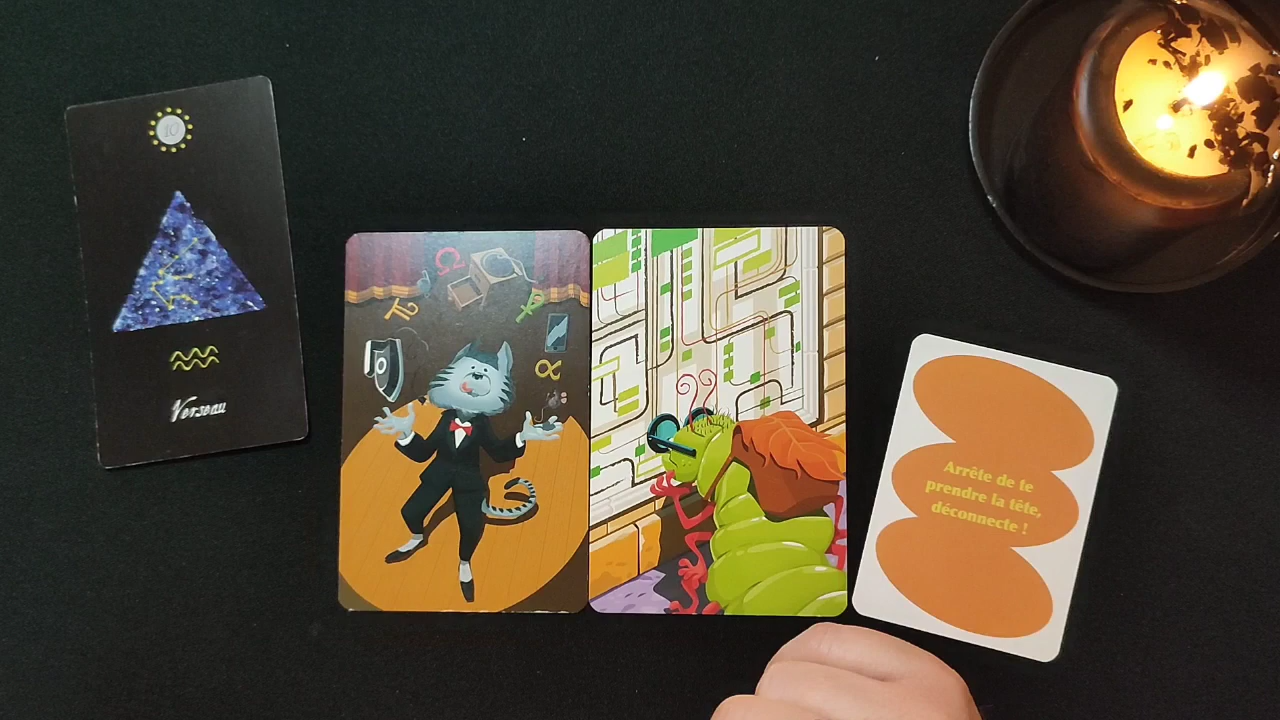 10
Verseau
Ω
π
α
Arrête de te
prendre la tête,
déconnecte !